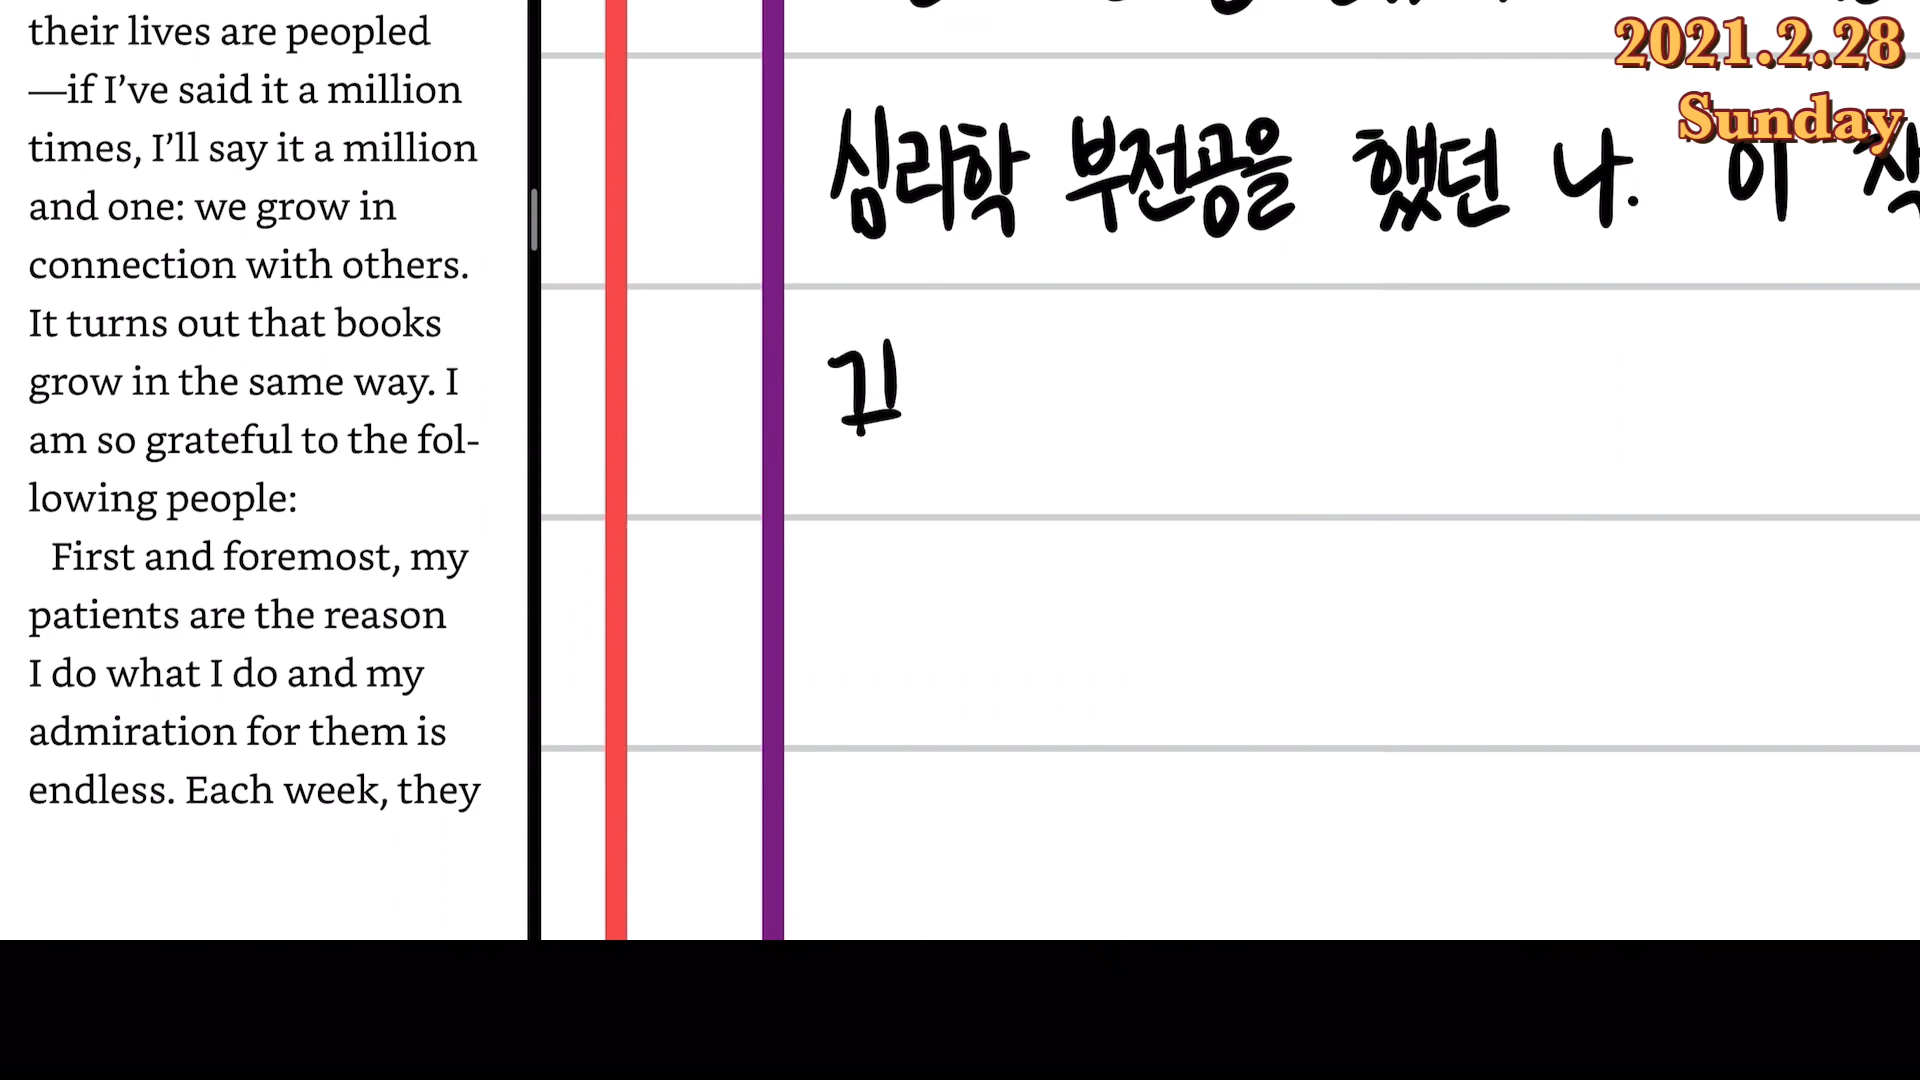 their lives are peopled
—if I’ve said it a million
times, I’ll say it a million
and one: we grow in
connection with others.
It turns out that books
grow in the same way. I
am so grateful to the fol-
lowing people:
First and foremost, my
patients are the reason
I do what I do and my
admiration for them is
endless. Each week, they
2021.2.28
Sunday
심리학 부전공을 했던 나. 이 책